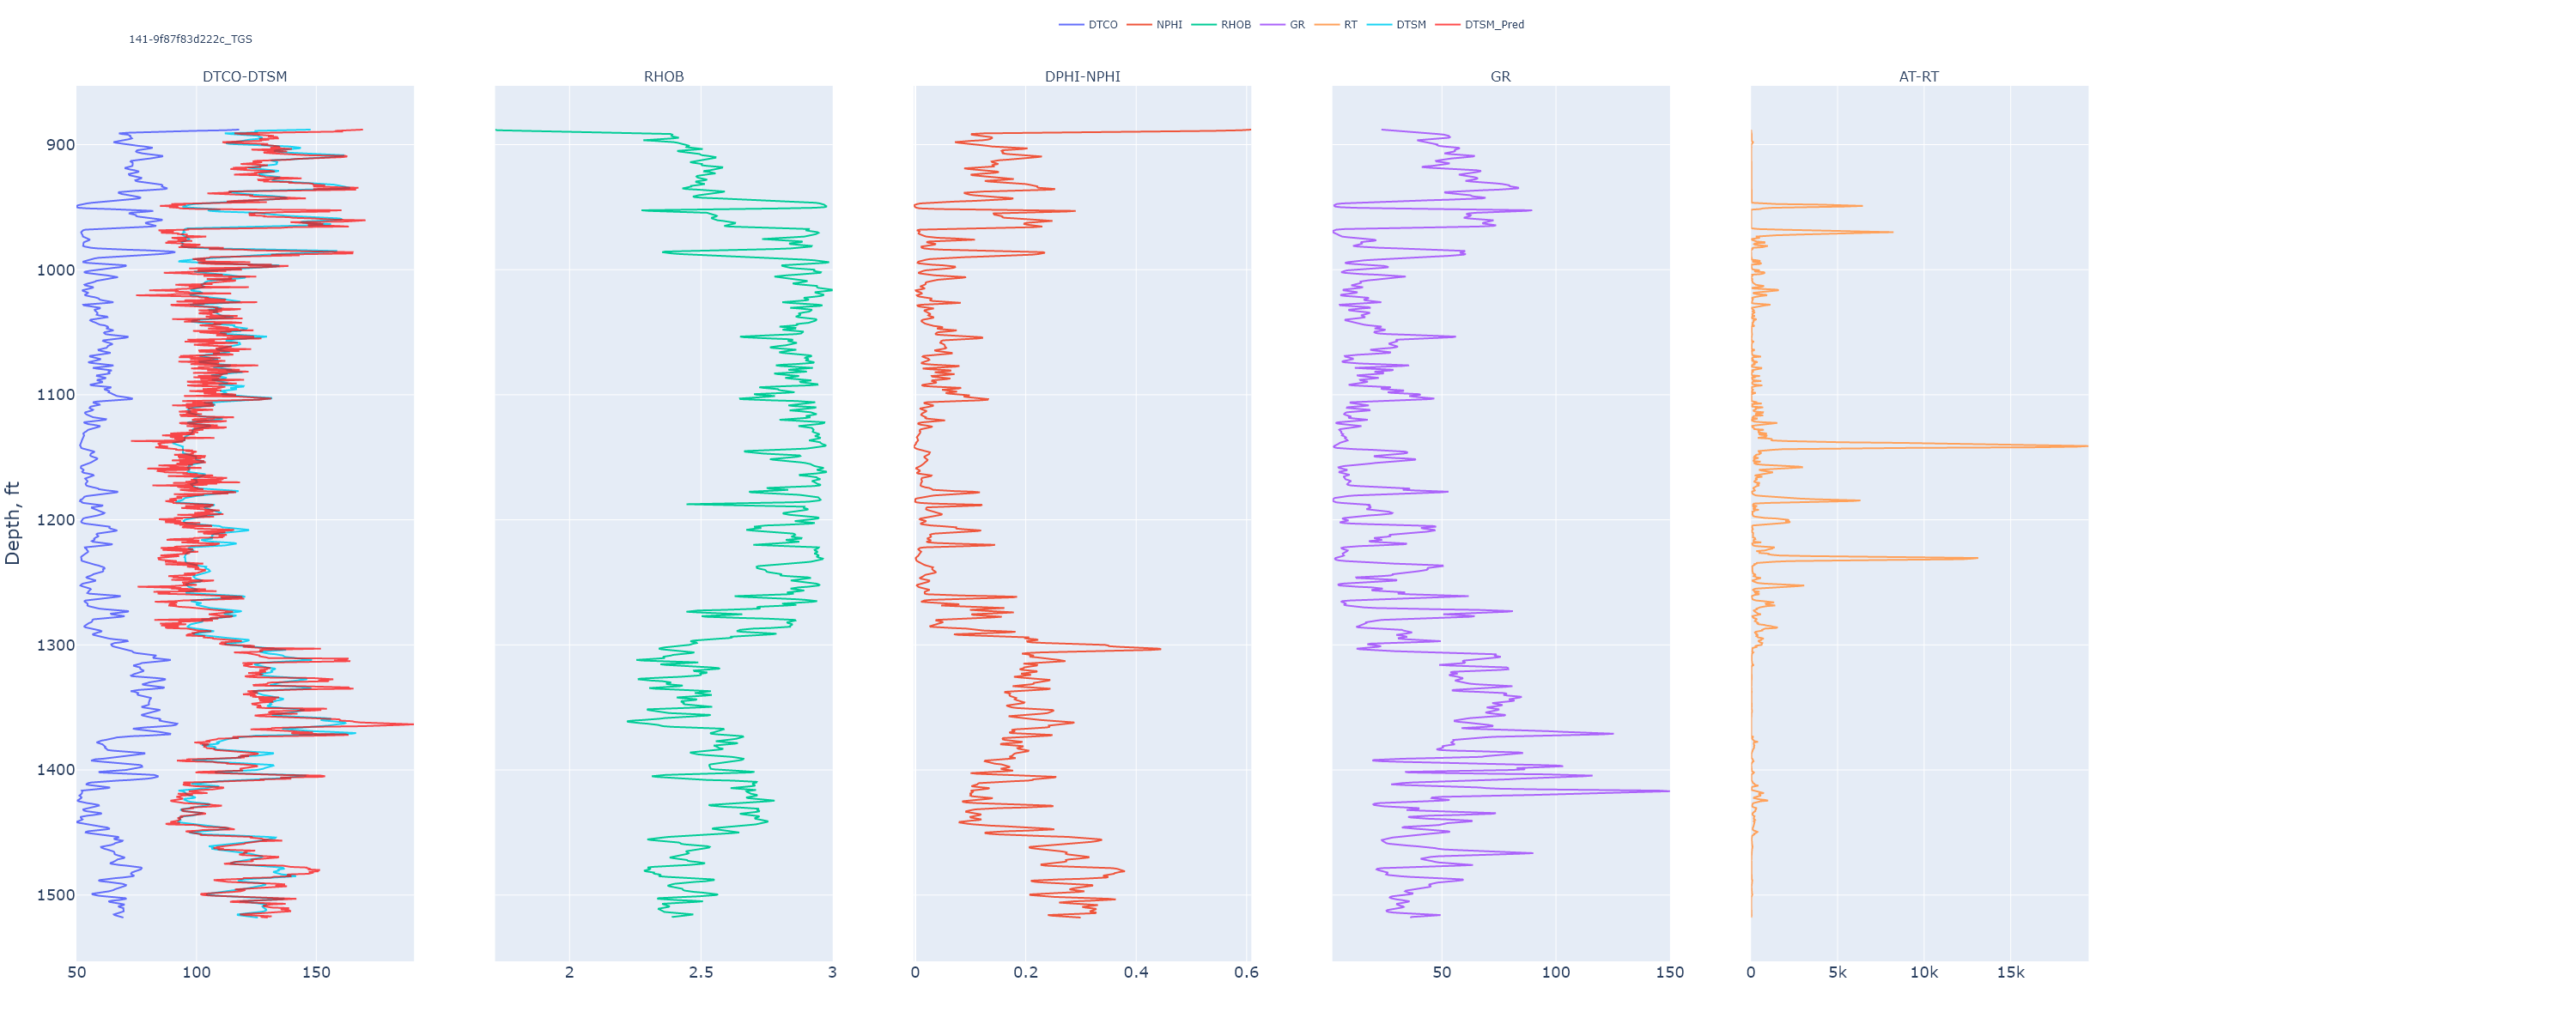 DTCO NPHI RHOB GR RT DTSM DTSM_Pred
141-9f87f83d222c_TGS
DTCO-DTSM RHOB DPHI-NPHI GR AT-RT
Depth, ft
900
1000
1100
1200
1300
1400
1500
50 100 150 2 2.5 3 0 0.2 0.4 0.6 50 100 150 0 5k 10k 15k